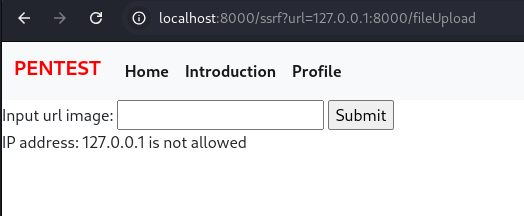 localhost:8000/ssrf?url=127.0.0.1:8000/fileUpload
PENTEST Home Introduction Profile
Input url image: Submit
IP address: 127.0.0.1 is not allowed